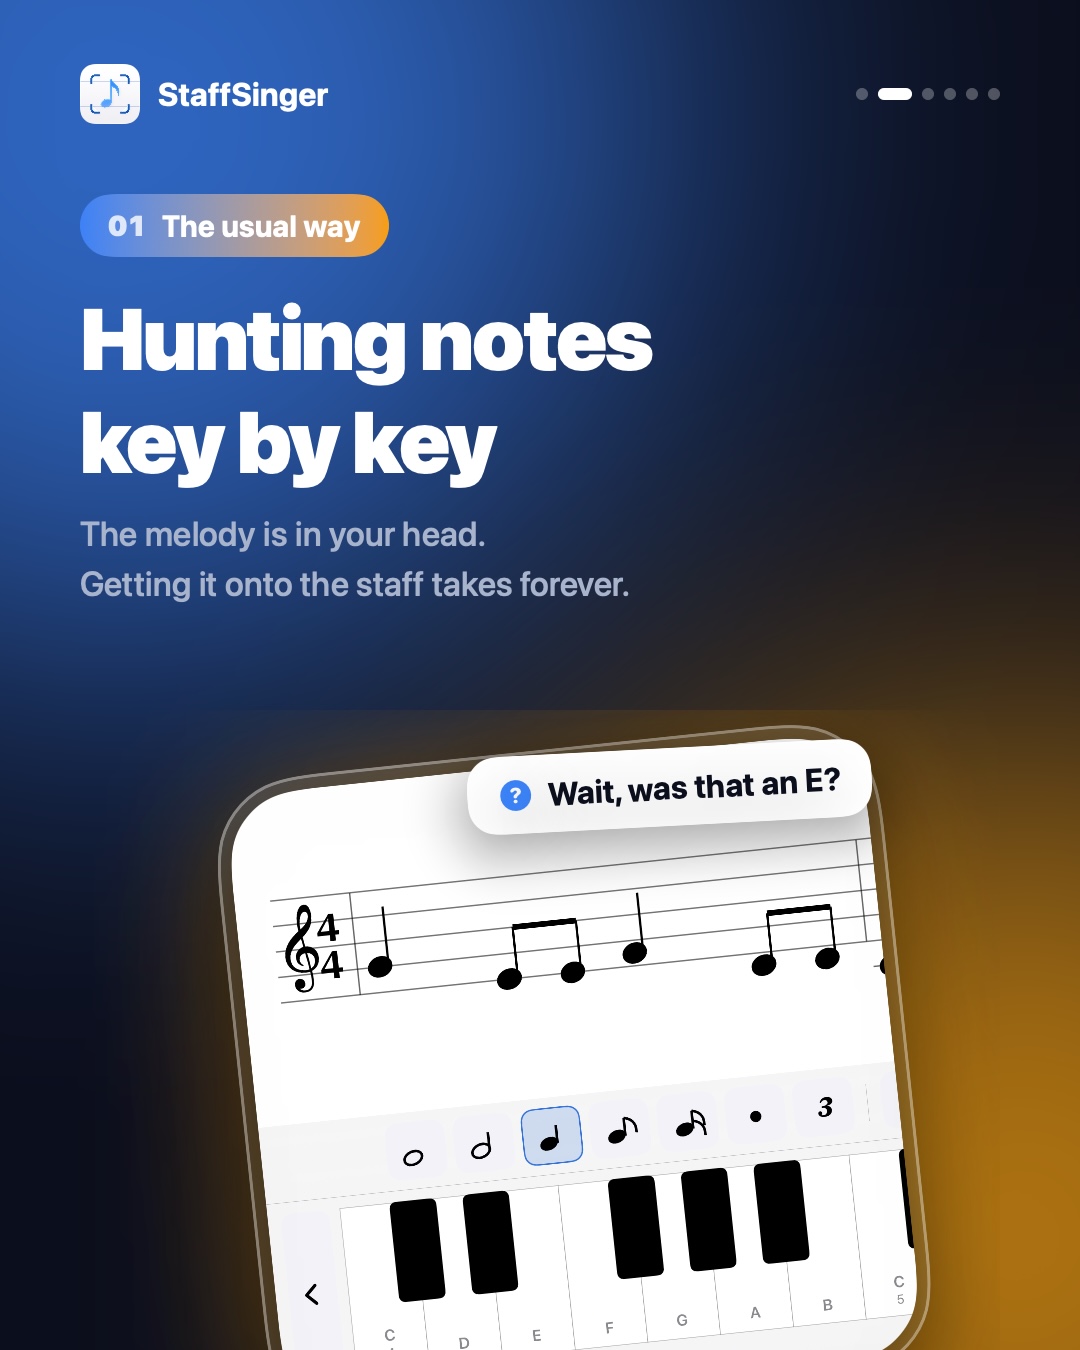 StaffSinger
01 The usual way
Hunting notes
key by key
The melody is in your head.
Getting it onto the staff takes forever.
? Wait, was that an E?
4
4
3
C D E F G A B C
5